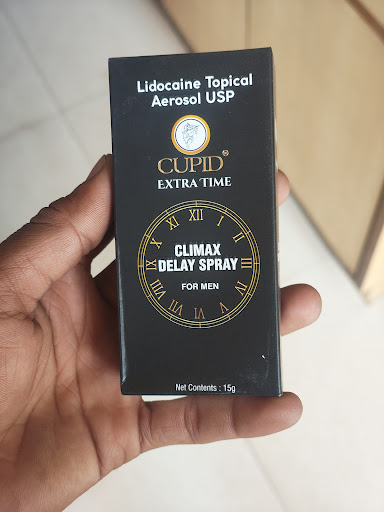 Lidocaine Topical
Aerosol USP
CUPID®
EXTRA TIME
XII
I
II
III
IIII
V
VI
VII
VIII
IX
X
XI
CLIMAX
DELAY SPRAY
FOR MEN
Net Contents : 15g